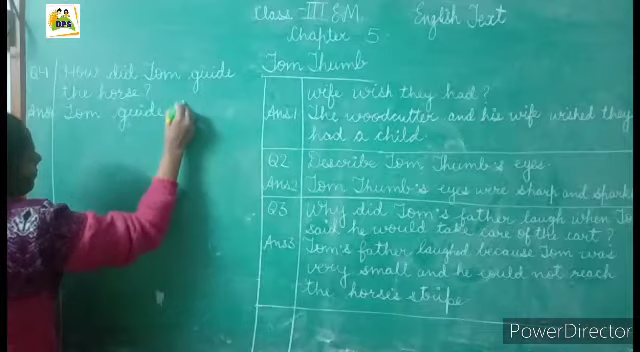 DPS
Class - III E.M. English Text
Chapter 5.
Tom Thumb
Q4 How did Tom guide
the horse?
Ans Tom guide
wife wish they had?
Ans1 The woodcutter and his wife wished they
had a child.
Q2 Describe Tom Thumb's eyes.
Ans2 Tom Thumb's eyes were sharp and spark
Q3 Why did Tom's father laugh when To
said he would take care of the cart?
Ans3 Tom's father laughed because Tom was
very small and he could not reach
the horse's stripe
PowerDirector